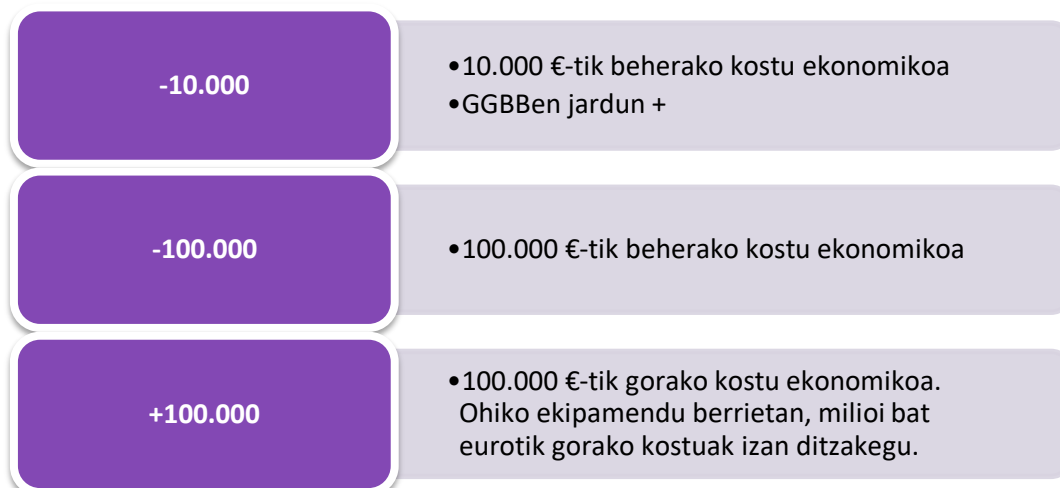 -10.000
•10.000 €-tik beherako kostu ekonomikoa
•GGBBen jardun +
-100.000
•100.000 €-tik beherako kostu ekonomikoa
+100.000
•100.000 €-tik gorako kostu ekonomikoa.
Ohiko ekipamendu berrietan, milioi bat
eurotik gorako kostuak izan ditzakegu.